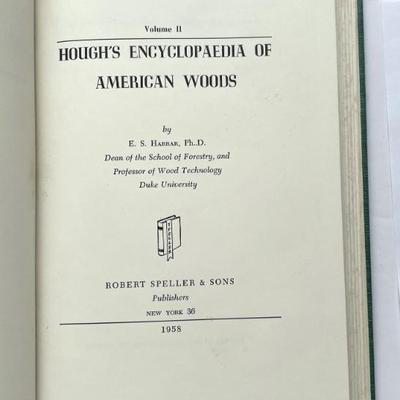 Volume II
HOUGH'S ENCYCLOPAEDIA OF
AMERICAN WOODS
by
E. S. HARRAR, PH.D.
Dean of the School of Forestry, and
Professor of Wood Technology
Duke University
SPELLER
ROBERT SPELLER & SONS
Publishers
NEW YORK 36
1958